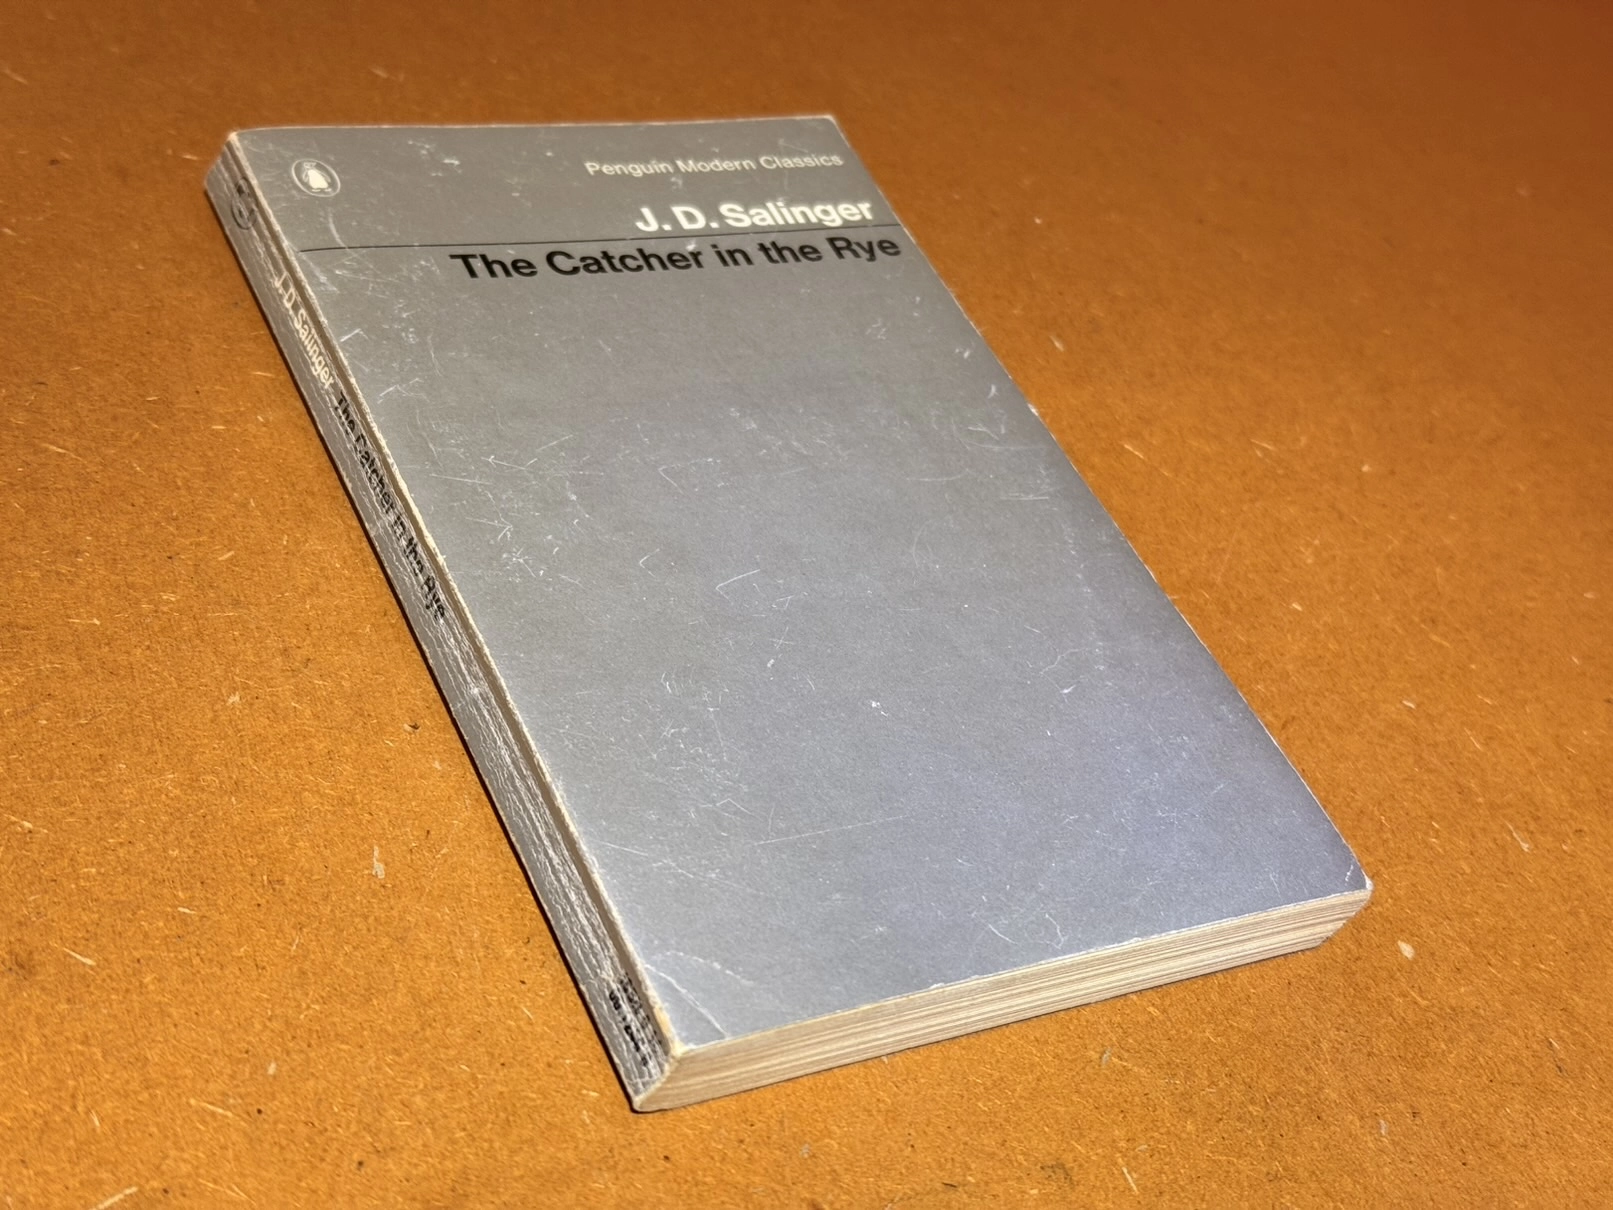 Penguin Modern Classics
J. D. Salinger
The Catcher in the Rye
J. D. Salinger The Catcher in the Rye